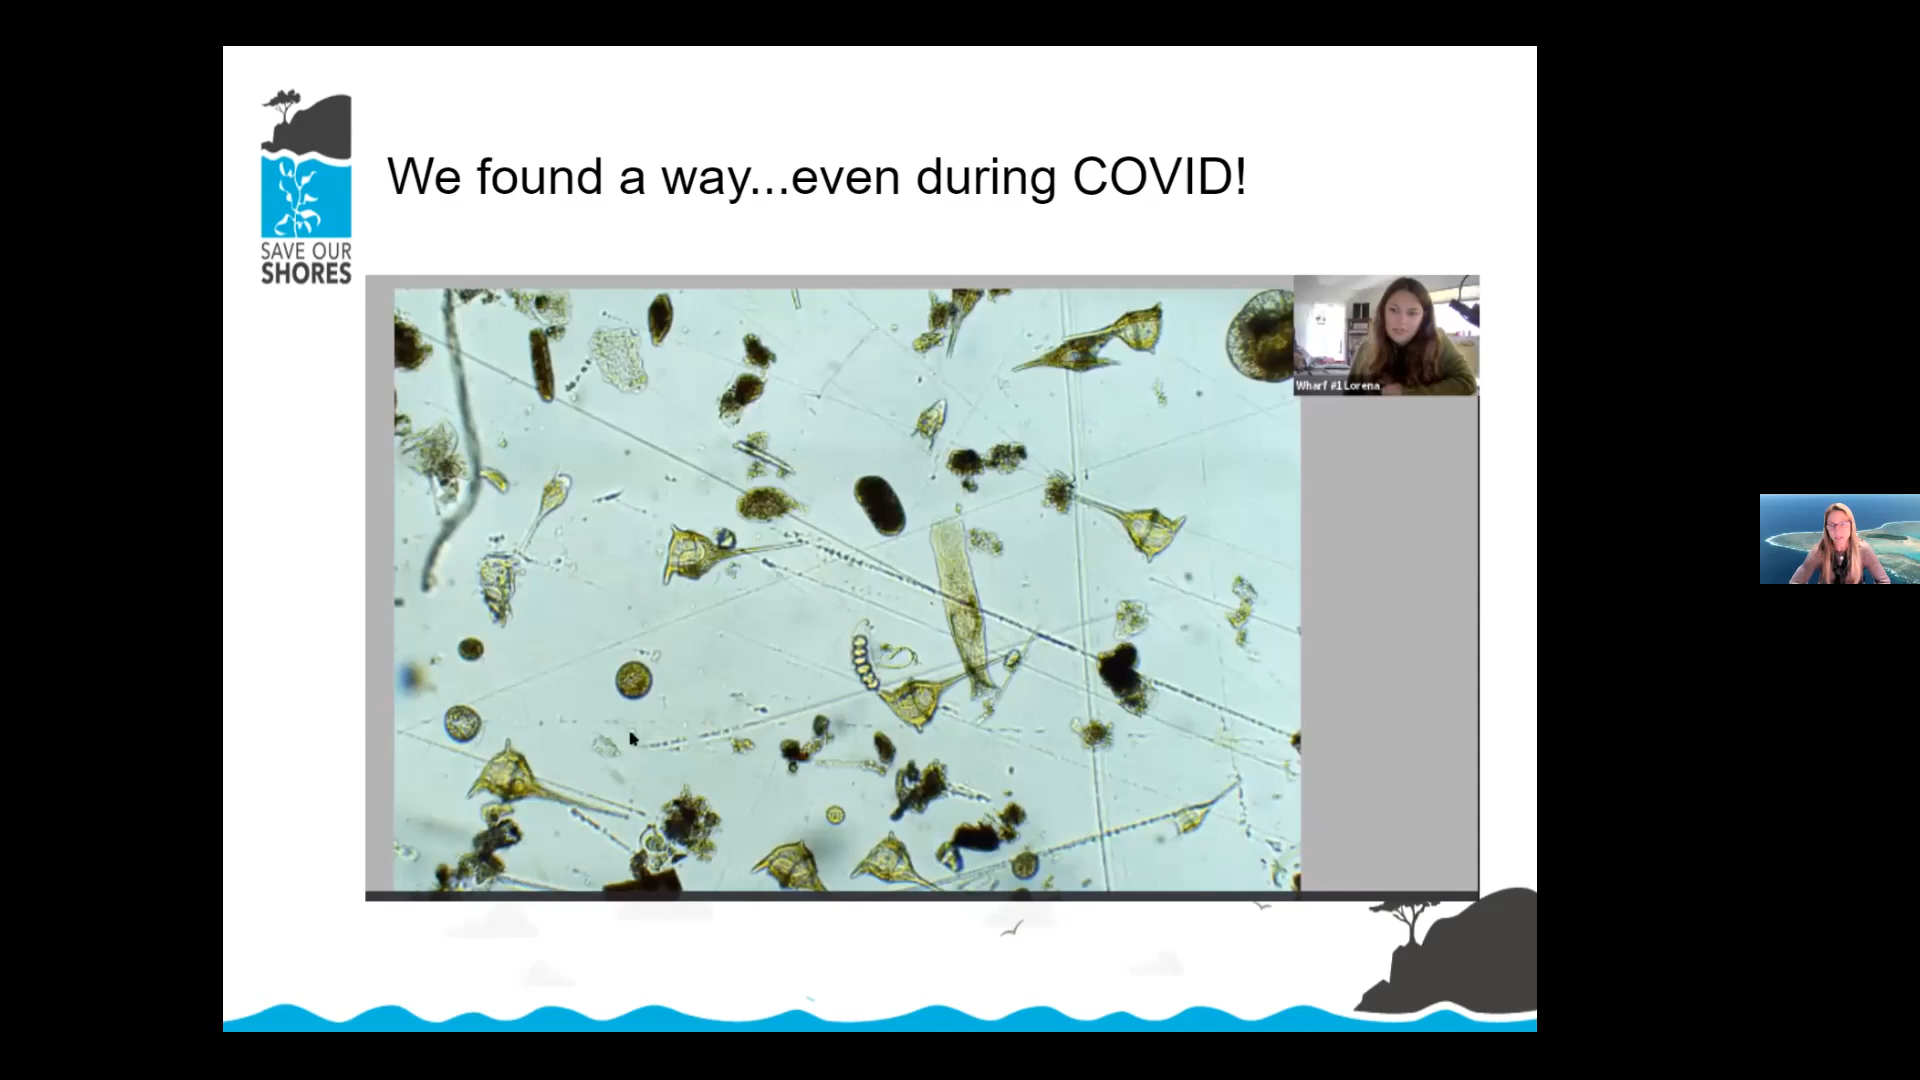 We found a way...even during COVID!
SAVE OUR
SHORES
Wharf #1 Lorena